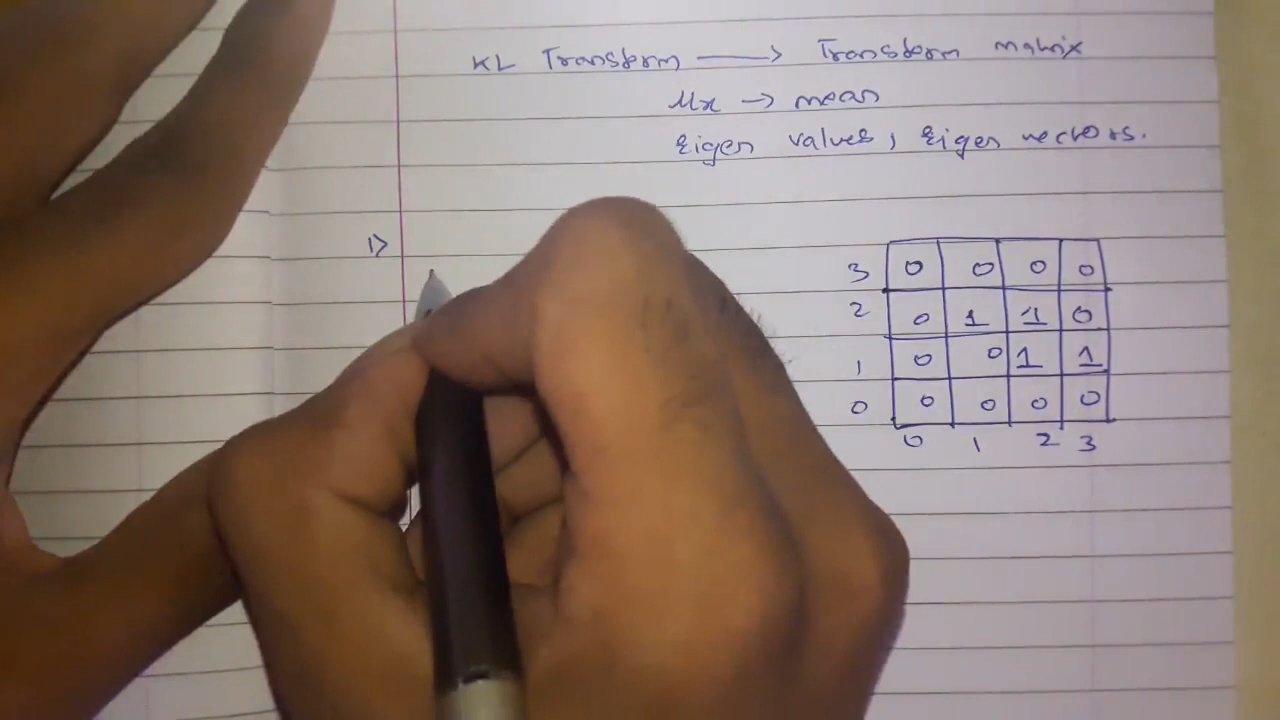 KL Transform → Transform matrix
Mx → mean
Eigen values, Eigen vectors.
1>
3 0 0 0 0
2 0 1 1 0
1 0 0 1 1
0 0 0 0 0
0 1 2 3